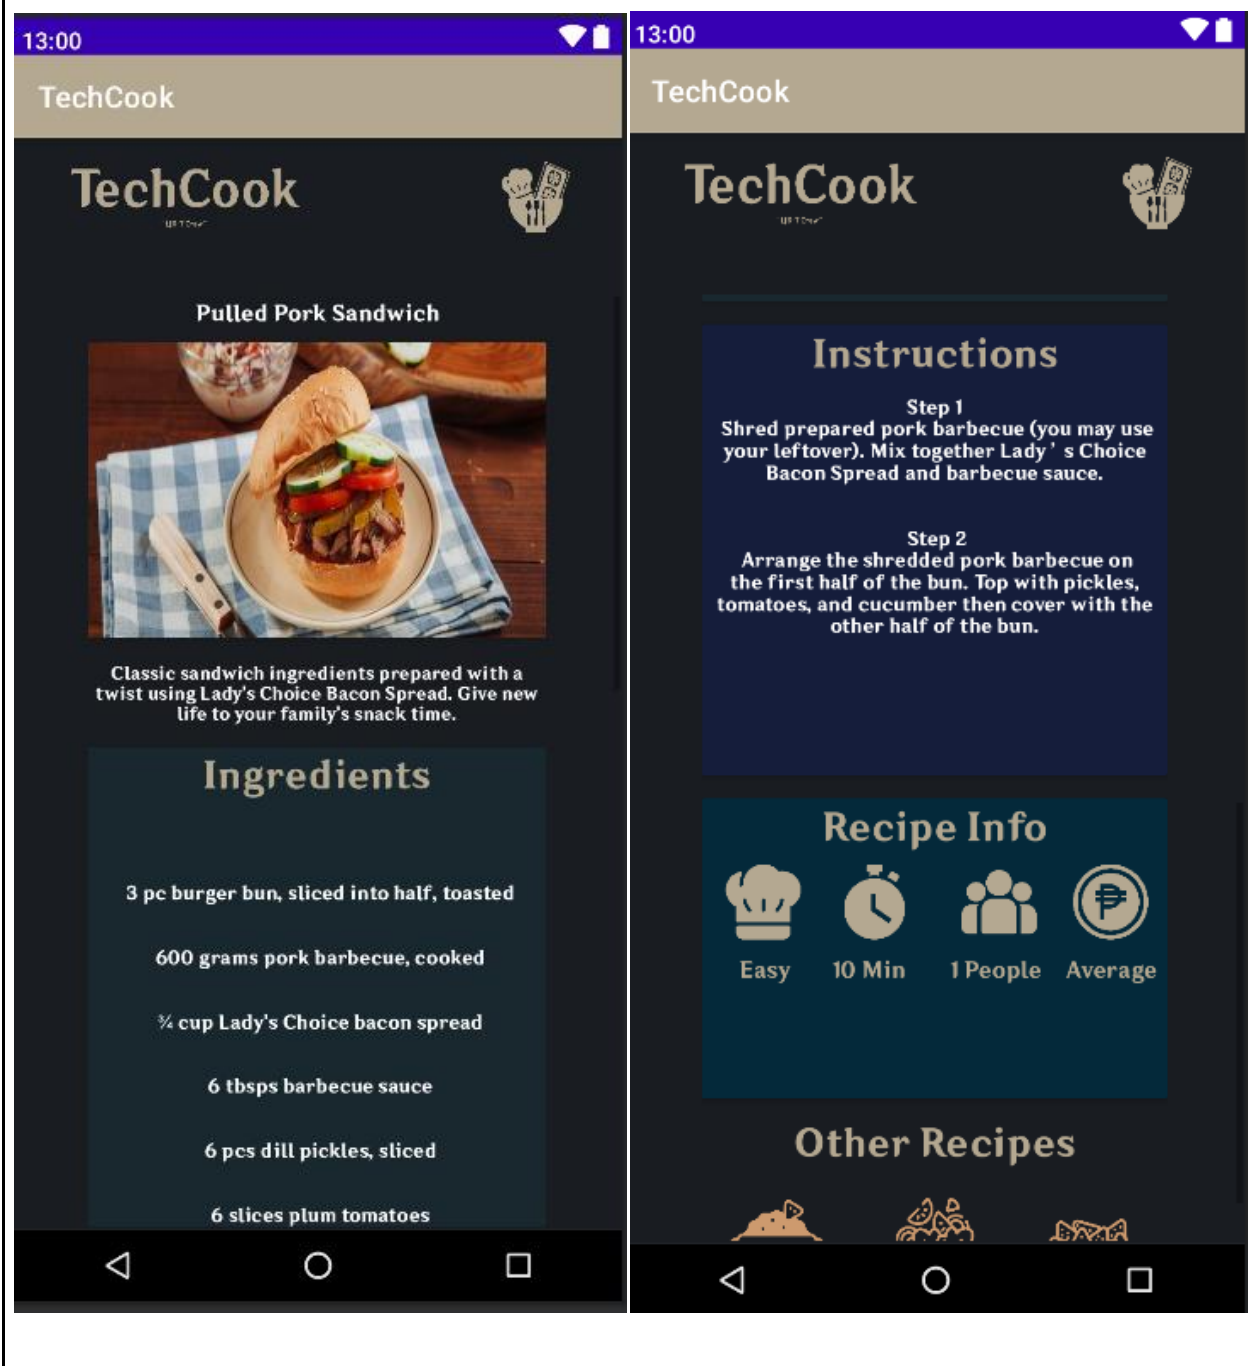 13:00
TechCook
TechCook
Pulled Pork Sandwich
Classic sandwich ingredients prepared with a
twist using Lady's Choice Bacon Spread. Give new
life to your family's snack time.
Ingredients
3 pc burger bun, sliced into half, toasted
600 grams pork barbecue, cooked
¾ cup Lady's Choice bacon spread
6 tbsps barbecue sauce
6 pcs dill pickles, sliced
6 slices plum tomatoes
13:00
TechCook
TechCook
Instructions
Step 1
Shred prepared pork barbecue (you may use
your leftover). Mix together Lady’s Choice
Bacon Spread and barbecue sauce.
Step 2
Arrange the shredded pork barbecue on
the first half of the bun. Top with pickles,
tomatoes, and cucumber then cover with the
other half of the bun.
Recipe Info
Easy 10 Min 1 People Average
Other Recipes